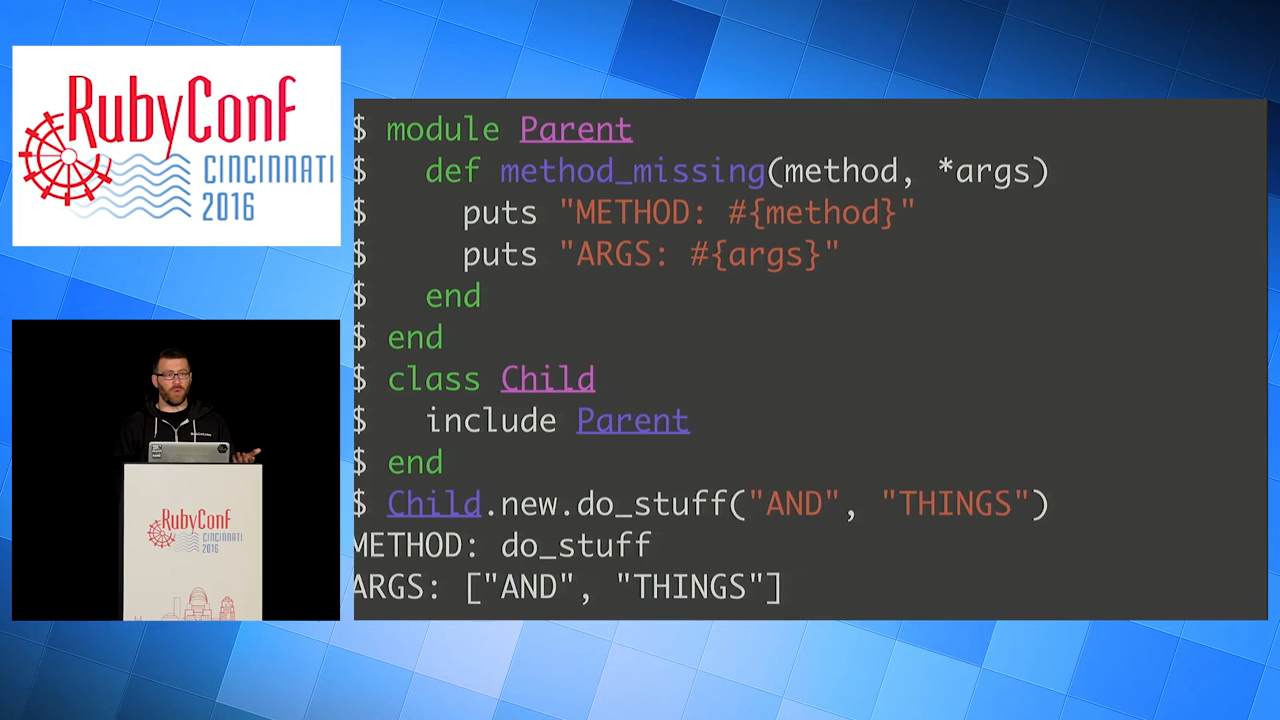 RubyConf
CINCINNATI
2016
$ module Parent
$   def method_missing(method, *args)
$     puts "METHOD: #{method}"
$     puts "ARGS: #{args}"
$   end
$ end
$ class Child
$   include Parent
$ end
$ Child.new.do_stuff("AND", "THINGS")
METHOD: do_stuff
ARGS: ["AND", "THINGS"]
RubyConf
CINCINNATI
2016